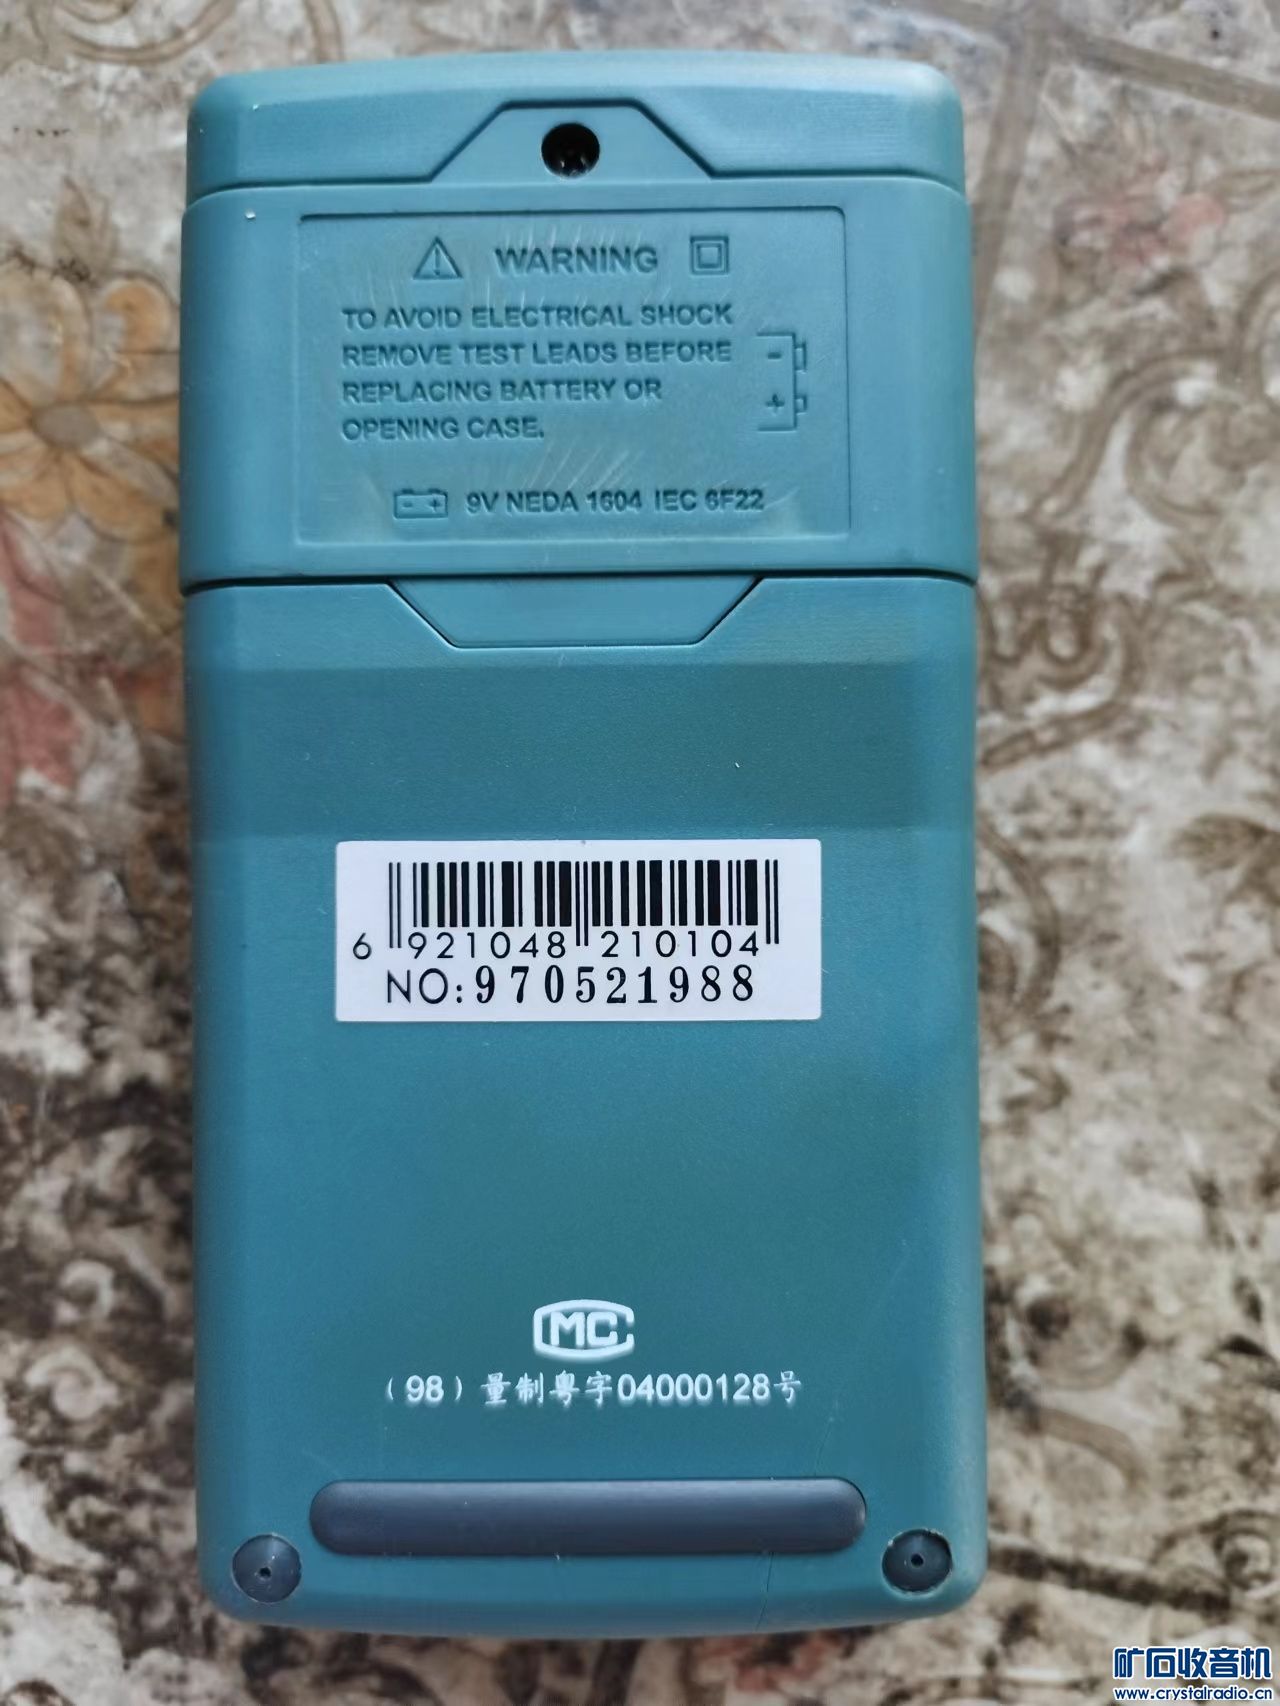 WARNING
TO AVOID ELECTRICAL SHOCK
REMOVE TEST LEADS BEFORE
REPLACING BATTERY OR
OPENING CASE.
- +
- + 9V NEDA 1604 IEC 6F22
6 921048 210104
NO:970521988
MC
(98)量制粤字04000128号
矿石收音机
www.crystalradio.cn